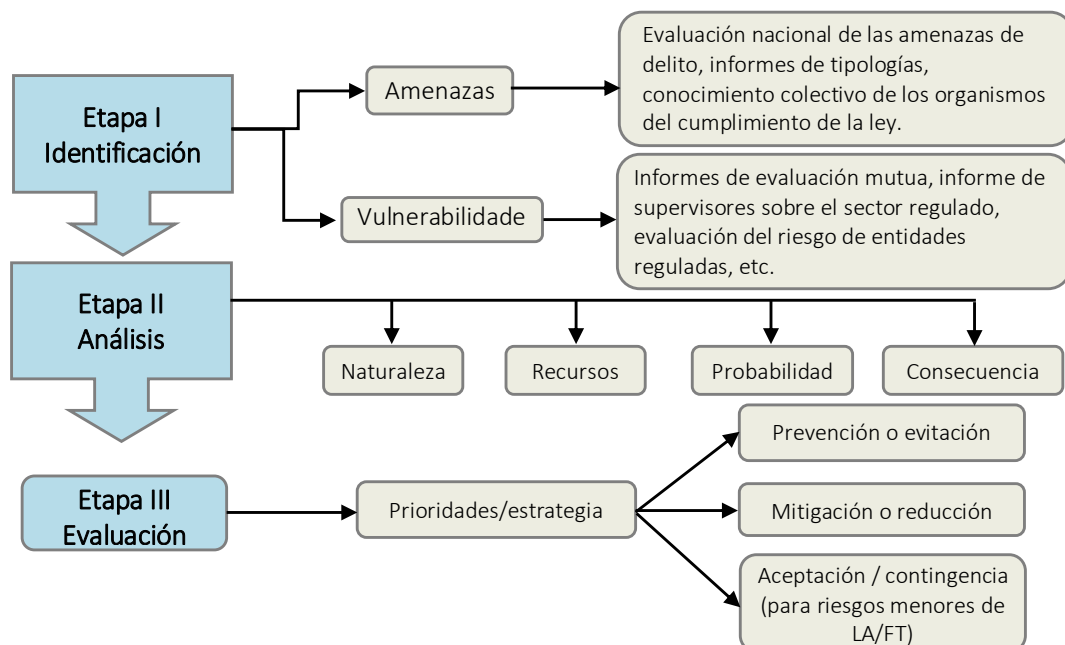 Etapa I
Identificación
Amenazas
Evaluación nacional de las amenazas de
delito, informes de tipologías,
conocimiento colectivo de los organismos
del cumplimiento de la ley.
Vulnerabilidade
Informes de evaluación mutua, informe de
supervisores sobre el sector regulado,
evaluación del riesgo de entidades
reguladas, etc.
Etapa II
Análisis
Naturaleza
Recursos
Probabilidad
Consecuencia
Etapa III
Evaluación
Prioridades/estrategia
Prevención o evitación
Mitigación o reducción
Aceptación / contingencia
(para riesgos menores de
LA/FT)